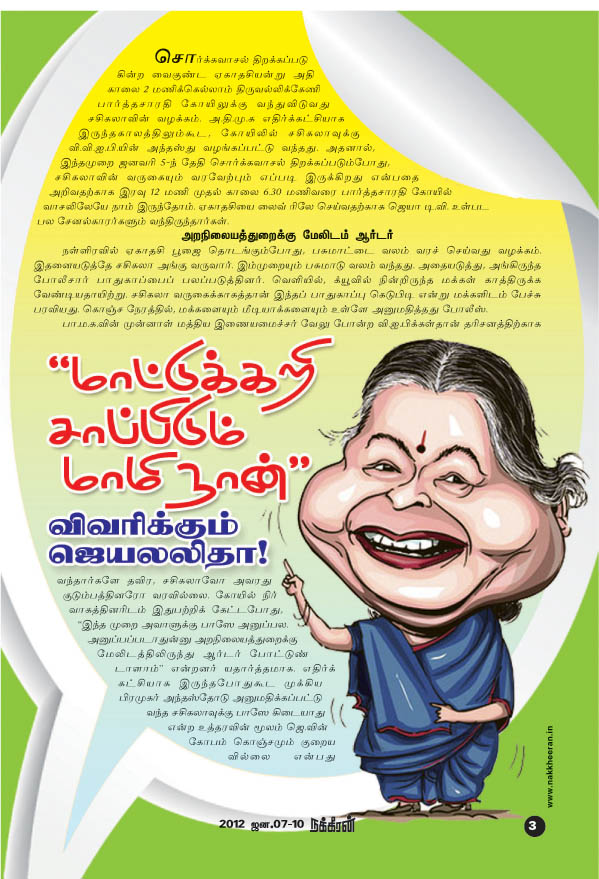 சொர்க்கவாசல் திறக்கப்படு
கின்ற வைகுண்ட ஏகாதசியன்று அதி
காலை 2 மணிக்கெல்லாம் திருவல்லிக்கேணி
பார்த்தசாரதி கோயிலுக்கு வந்துவிடுவது
சசிகலாவின் வழக்கம். அ.தி.மு.க எதிர்க்கட்சியாக
இருந்தகாலத்திலும்கூட, கோயிலில் சசிகலாவுக்கு
வி.வி.ஐ.பியின் அந்தஸ்து வழங்கப்பட்டு வந்தது. அதனால்,
இந்தமுறை ஜனவரி 5-ந் தேதி சொர்க்கவாசல் திறக்கப்படும்போது,
சசிகலாவின் வருகையும் வரவேற்பும் எப்படி இருக்கிறது என்பதை
அறிவதற்காக இரவு 12 மணி முதல் காலை 6.30 மணிவரை பார்த்தசாரதி கோயில்
வாசலிலேயே நாம் இருந்தோம். ஏகாதசியை லைவ் ரிலே செய்வதற்காக ஜெயா டி.வி. உள்பட
பல சேனல்காரர்களும் வந்திருந்தார்கள்.
அறநிலையத்துறைக்கு மேலிடம் ஆர்டர்
நள்ளிரவில் ஏகாதசி பூஜை தொடங்கும்போது, பசுமாட்டை வலம் வரச் செய்வது வழக்கம்.
இதனையடுத்தே சசிகலா அங்கு வருவார். இம்முறையும் பசுமாடு வலம் வந்தது. அதையடுத்து, அங்கிருந்த
போலீசார் பாதுகாப்பைப் பலப்படுத்தினர். வெளியில், க்யூவில் நின்றிருந்த மக்கள் காத்திருக்க
வேண்டியதாயிற்று. சசிகலா வருகைக்காகத்தான் இந்தப் பாதுகாப்பு கெடுபிடி என்று மக்களிடம் பேச்சு
பரவியது. கொஞ்ச நேரத்தில், மக்களையும் மீடியாக்களையும் உள்ளே அனுமதித்தது போலீஸ்.
பா.ம.க.வின் முன்னாள் மத்திய இணையமைச்சர் வேலு போன்ற வி.ஐ.பிக்கள்தான் தரிசனத்திற்காக
“மாட்டுக்கறி
சாப்பிடும்
மாமி நான்”
விவரிக்கும்
ஜெயலலிதா!
வந்தார்களே தவிர, சசிகலாவோ அவரது
குடும்பத்தினரோ வரவில்லை. கோயில் நிர்
வாகத்தினரிடம் இதுபற்றிக் கேட்டபோது,
“இந்த முறை அவாளுக்கு பாஸே அனுப்பல.
அனுப்பப்படாதுன்னு அறநிலையத்துறைக்கு
மேலிடத்திலிருந்து ஆர்டர் போட்டுண்
டாளாம்” என்றனர் யதார்த்தமாக. எதிர்க்
கட்சியாக இருந்தபோதுகூட முக்கிய
பிரமுகர் அந்தஸ்தோடு அனுமதிக்கப்பட்டு
வந்த சசிகலாவுக்கு பாஸே கிடையாது
என்ற உத்தரவின் மூலம் ஜெ.வின்
கோபம் கொஞ்சமும் குறைய
வில்லை என்பது
www.nakkheeran.in
2012 ஜன.07-10 நக்கீரன் 3